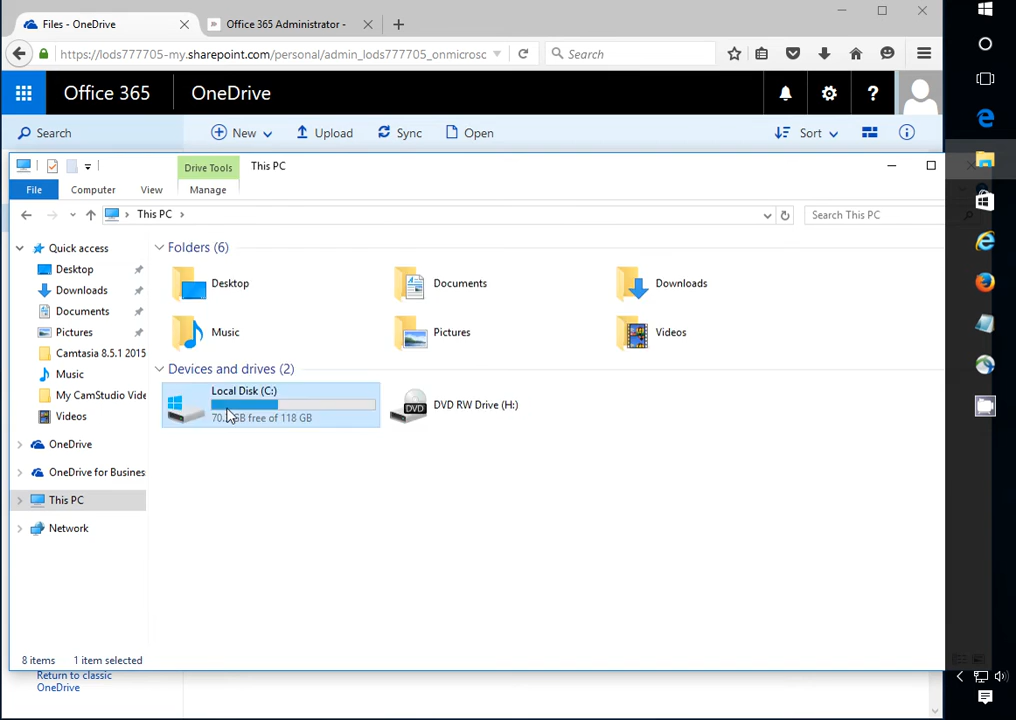 Files - OneDrive
Office 365 Administrator -
https://lods777705-my.sharepoint.com/personal/admin_lods777705_onmicrosc
Search
Office 365
OneDrive
?
Search
New
Upload
Sync
Open
Sort
Drive Tools
This PC
File
Computer
View
Manage
This PC
Search This PC
Quick access
Desktop
Downloads
Documents
Pictures
Camtasia 8.5.1 2015
Music
My CamStudio Vide
Videos
OneDrive
OneDrive for Business
This PC
Network
Folders (6)
Desktop
Documents
Downloads
Music
Pictures
Videos
Devices and drives (2)
Local Disk (C:)
free of 118 GB
DVD
DVD RW Drive (H:)
8 items
1 item selected
Return to classic
OneDrive